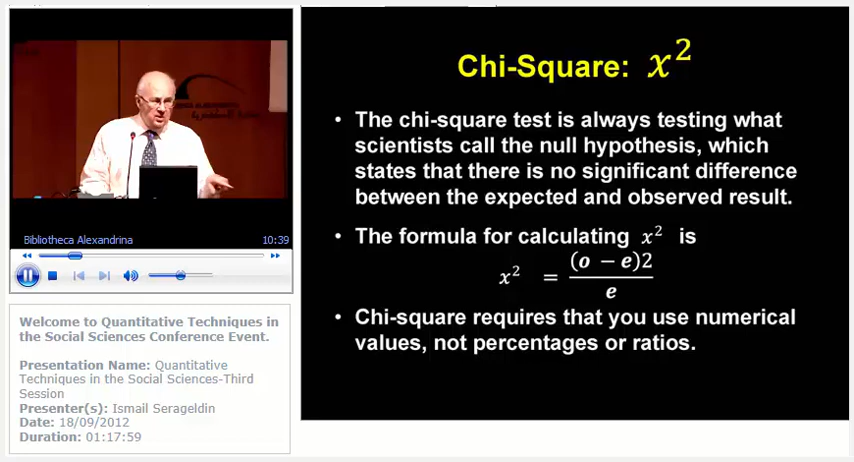 Bibliotheca Alexandrina 10:39
Welcome to Quantitative Techniques in
the Social Sciences Conference Event.
Presentation Name: Quantitative
Techniques in the Social Sciences-Third
Session
Presenter(s): Ismail Serageldin
Date: 18/09/2012
Duration: 01:17:59
Chi-Square: x²
• The chi-square test is always testing what
scientists call the null hypothesis, which
states that there is no significant difference
between the expected and observed result.
• The formula for calculating x² is
x² = (o − e)2 / e
• Chi-square requires that you use numerical
values, not percentages or ratios.